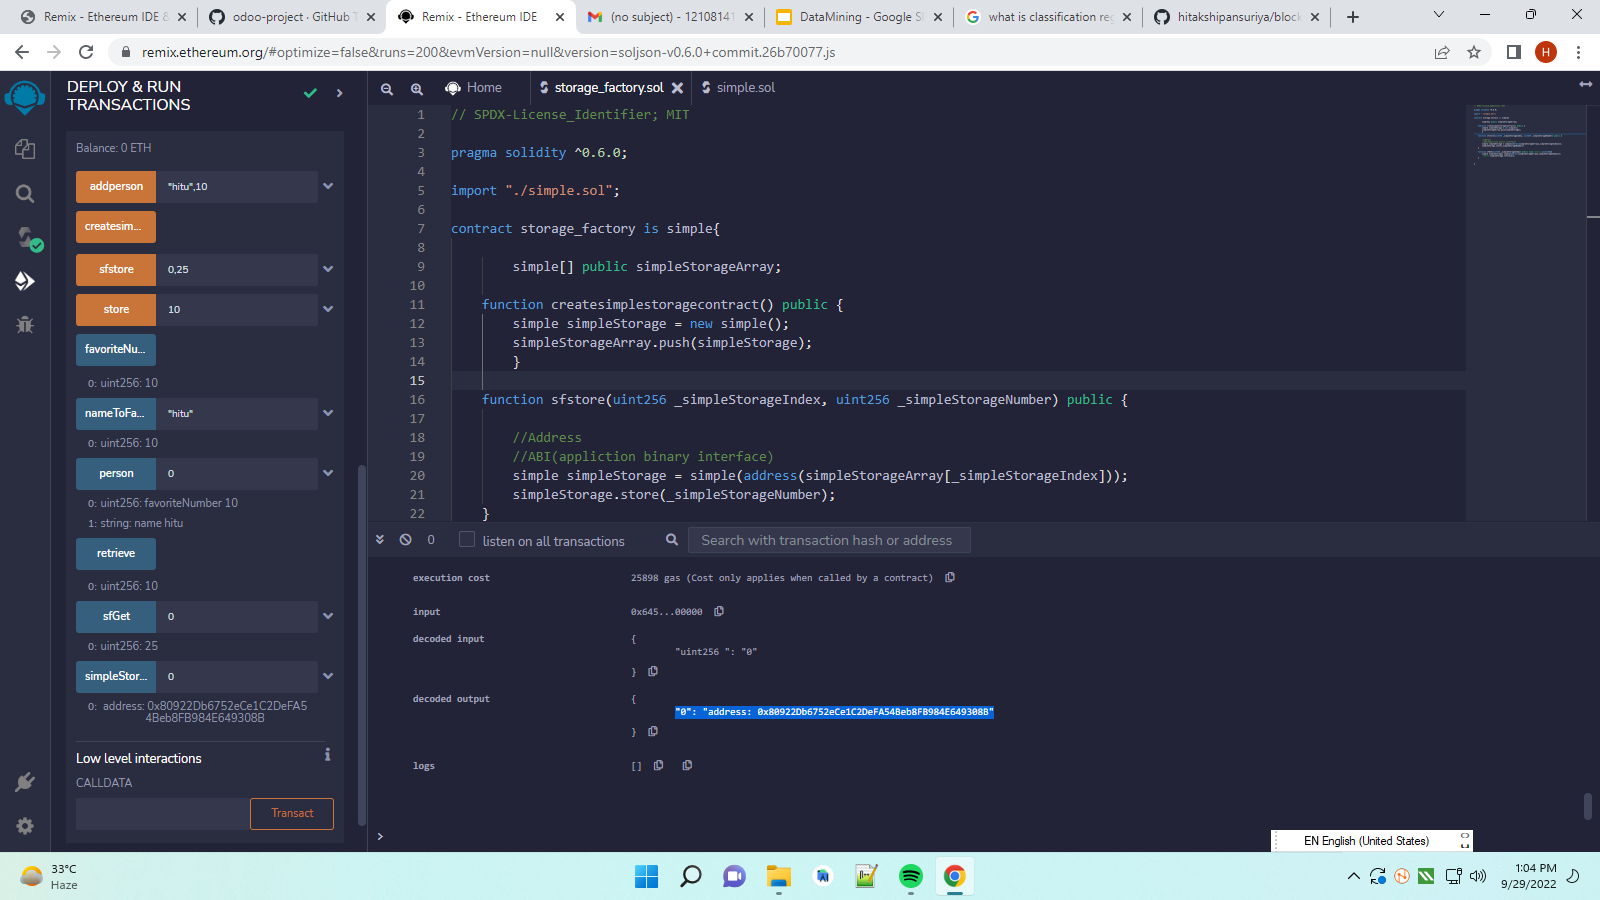 Remix - Ethereum IDE &
odoo-project · GitHub T
Remix - Ethereum IDE
(no subject) - 12108141
DataMining - Google Sl
what is classification reg
hitakshipansuriya/block
remix.ethereum.org/#optimize=false&runs=200&evmVersion=null&version=soljson-v0.6.0+commit.26b70077.js
H
DEPLOY & RUN
TRANSACTIONS
Balance: 0 ETH
addperson "hitu",10
createsim...
sfstore 0,25
store 10
favoriteNu...
0: uint256: 10
nameToFa... "hitu"
0: uint256: 10
person 0
0: uint256: favoriteNumber 10
1: string: name hitu
retrieve
0: uint256: 10
sfGet 0
0: uint256: 25
simpleStor... 0
0: address: 0x80922Db6752eCe1C2DeFA5
4Beb8FB984E649308B
Low level interactions
i
CALLDATA
Transact
Home
storage_factory.sol
simple.sol
1 // SPDX-License_Identifier; MIT
2
3 pragma solidity ^0.6.0;
4
5 import "./simple.sol";
6
7 contract storage_factory is simple{
8
9 simple[] public simpleStorageArray;
10
11 function createsimplestoragecontract() public {
12 simple simpleStorage = new simple();
13 simpleStorageArray.push(simpleStorage);
14 }
15
16 function sfstore(uint256 _simpleStorageIndex, uint256 _simpleStorageNumber) public {
17
18 //Address
19 //ABI(appliction binary interface)
20 simple simpleStorage = simple(address(simpleStorageArray[_simpleStorageIndex]));
21 simpleStorage.store(_simpleStorageNumber);
22 }
0
listen on all transactions
Search with transaction hash or address
execution cost 25898 gas (Cost only applies when called by a contract)
input 0x645...00000
decoded input {
"uint256 ": "0"
}
decoded output {
"0": "address: 0x80922Db6752eCe1C2DeFA54Beb8FB984E649308B"
}
logs []
>
EN English (United States)
33°C
Haze
1:04 PM
9/29/2022